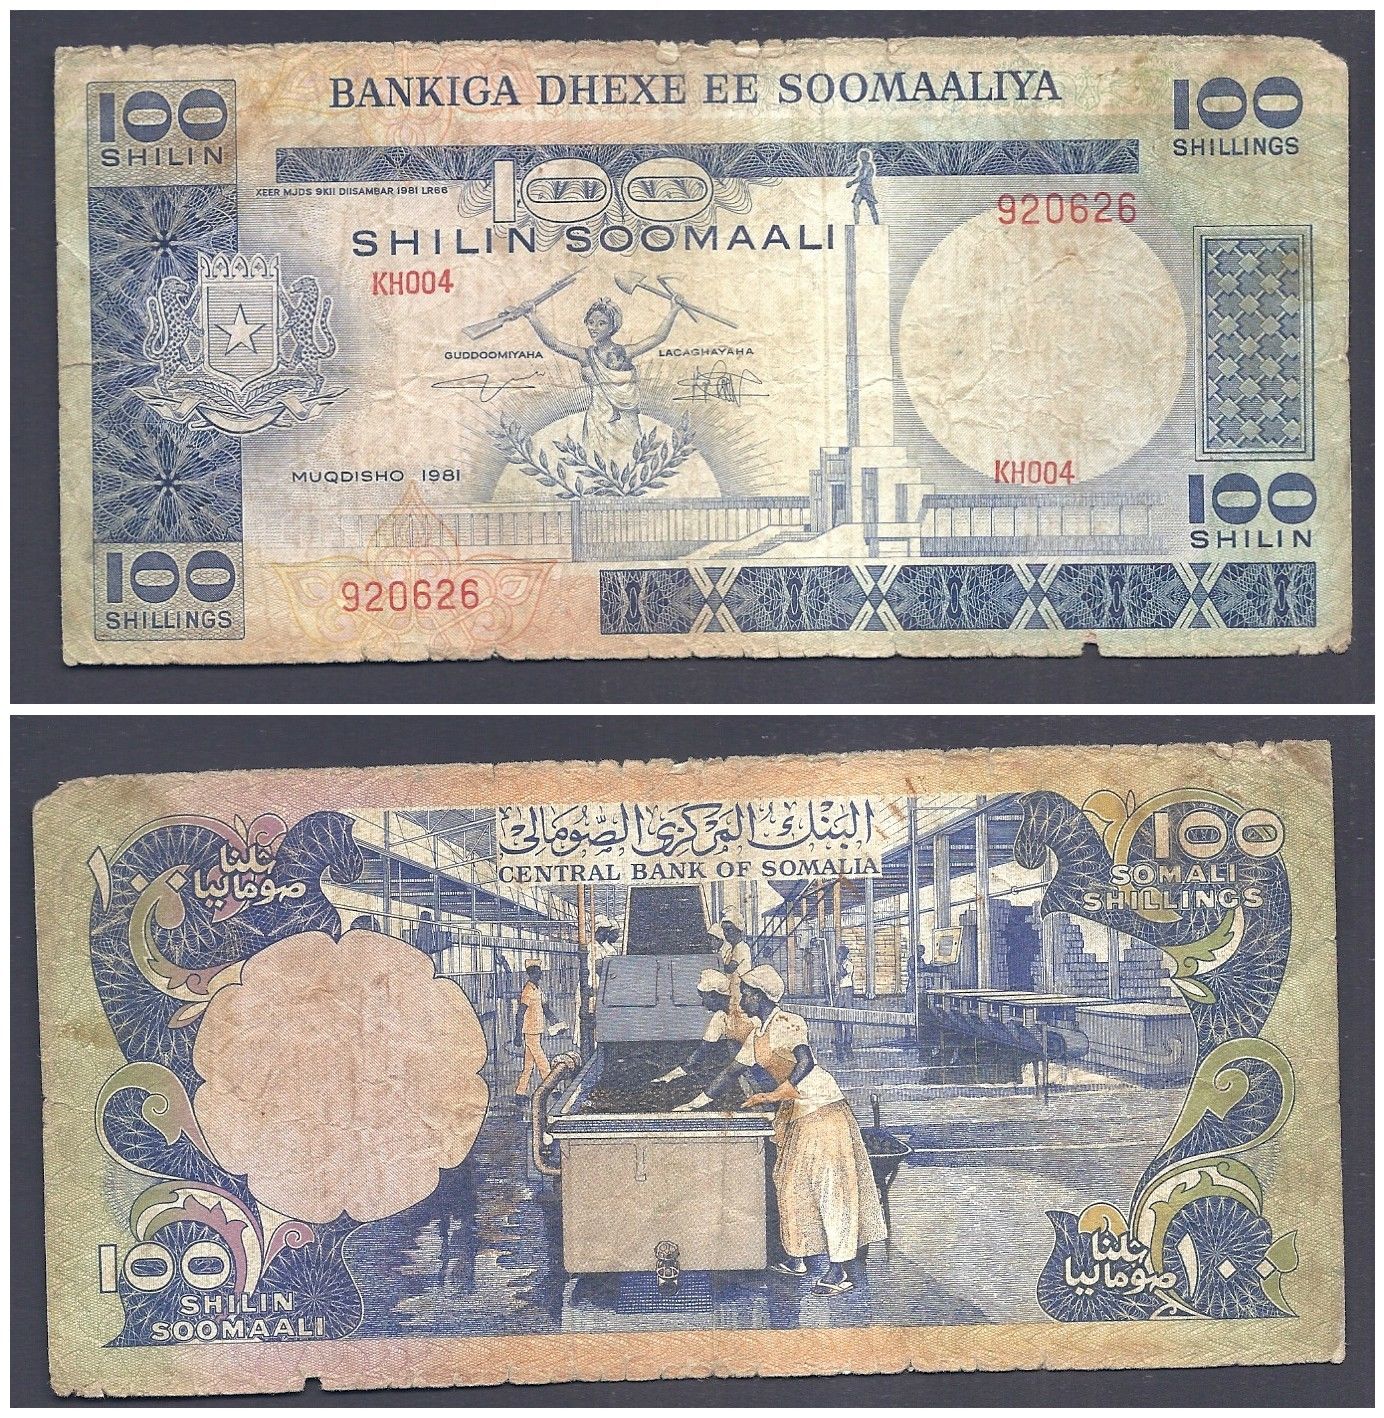 BANKIGA DHEXE EE SOOMAALIYA
100
SHILIN
100
SHILLINGS
XEER MJDS 9KII DIISAMBAR 1981 LR66
100
920626
SHILIN SOOMAALI
KH004
GUDDOOMIYAHA
LACAGHAYAHA
MUQDISHO 1981
KH004
100
SHILIN
100
SHILLINGS
920626
البنك المركزى الصومالى
CENTRAL BANK OF SOMALIA
١٠٠
شلنا
صوماليا
100
SOMALI
SHILLINGS
100
SHILIN
SOOMAALI
شلنا
صوماليا
١٠٠